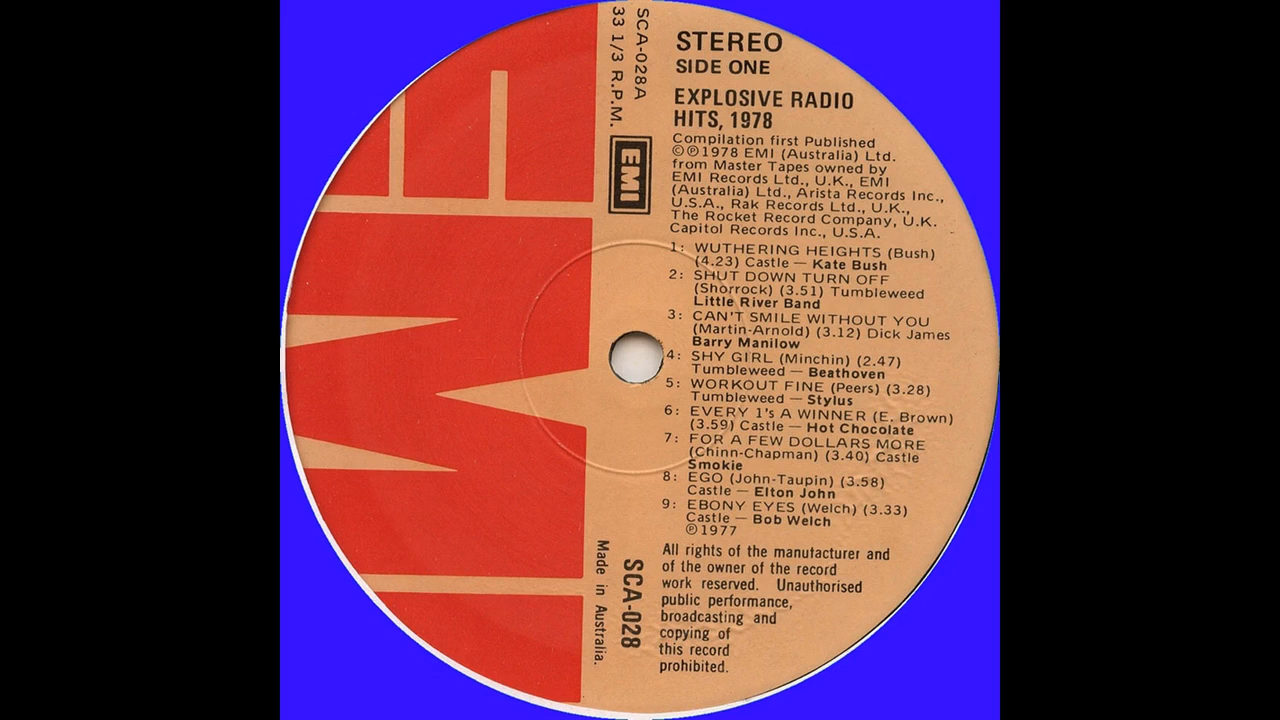 STEREO
SIDE ONE
EXPLOSIVE RADIO
HITS, 1978
Compilation first Published
©℗1978 EMI (Australia) Ltd.
from Master Tapes owned by
EMI Records Ltd., U.K., EMI
(Australia) Ltd., Arista Records Inc.,
U.S.A., Rak Records Ltd., U.K.,
The Rocket Record Company, U.K.
Capitol Records Inc., U.S.A.
1: WUTHERING HEIGHTS (Bush)
(4.23) Castle — Kate Bush
2: SHUT DOWN TURN OFF
(Shorrock) (3.51) Tumbleweed
Little River Band
3: CAN'T SMILE WITHOUT YOU
(Martin-Arnold) (3.12) Dick James
Barry Manilow
4: SHY GIRL (Minchin) (2.47)
Tumbleweed — Beathoven
5: WORKOUT FINE (Peers) (3.28)
Tumbleweed — Stylus
6: EVERY 1's A WINNER (E. Brown)
(3.59) Castle — Hot Chocolate
7: FOR A FEW DOLLARS MORE
(Chinn-Chapman) (3.40) Castle
Smokie
8: EGO (John-Taupin) (3.58)
Castle — Elton John
9: EBONY EYES (Welch) (3.33)
Castle — Bob Welch
℗1977
All rights of the manufacturer and
of the owner of the record
work reserved. Unauthorised
public performance,
broadcasting and
copying of
this record
prohibited.
SCA-028A
33 1/3 R.P.M.
EMI
SCA-028
Made in Australia.
EMI